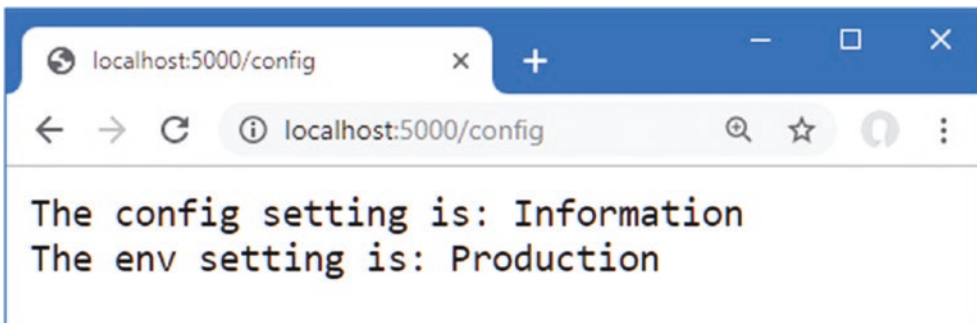 localhost:5000/config
localhost:5000/config
The config setting is: Information
The env setting is: Production